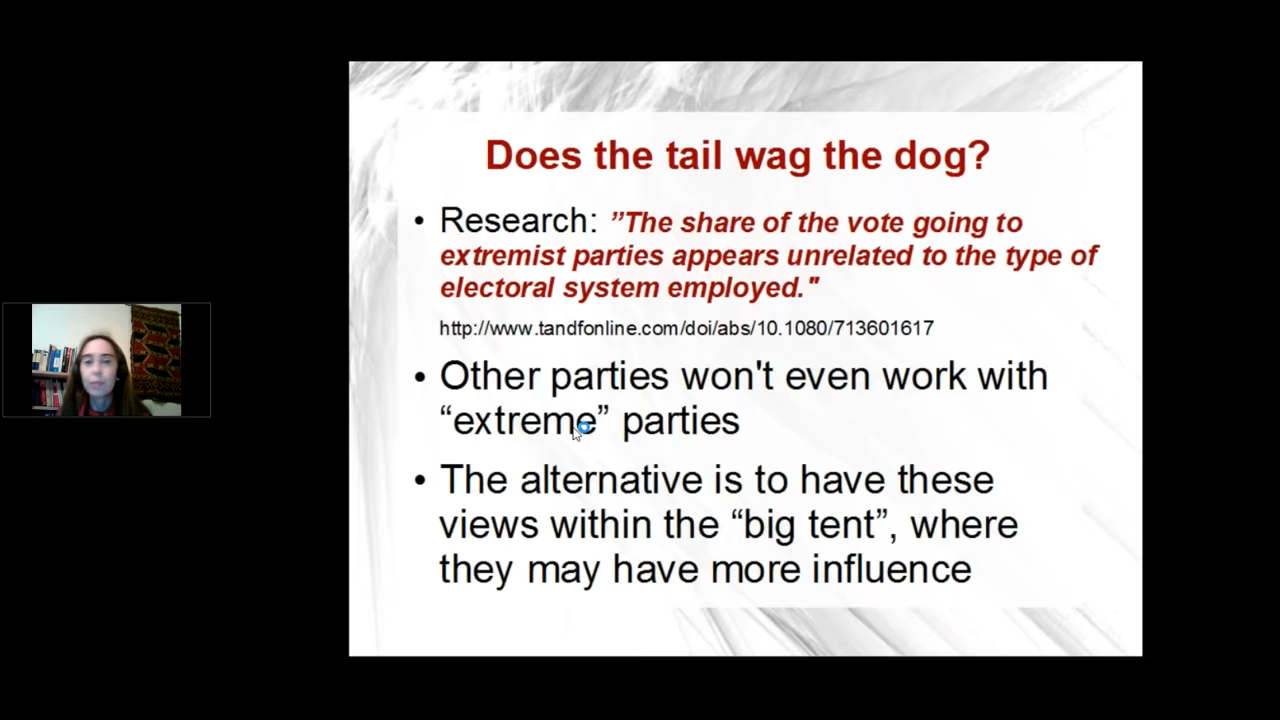 Does the tail wag the dog?
• Research: ”The share of the vote going to
extremist parties appears unrelated to the type of
electoral system employed."
http://www.tandfonline.com/doi/abs/10.1080/713601617
• Other parties won't even work with
“extreme” parties
• The alternative is to have these
views within the “big tent”, where
they may have more influence